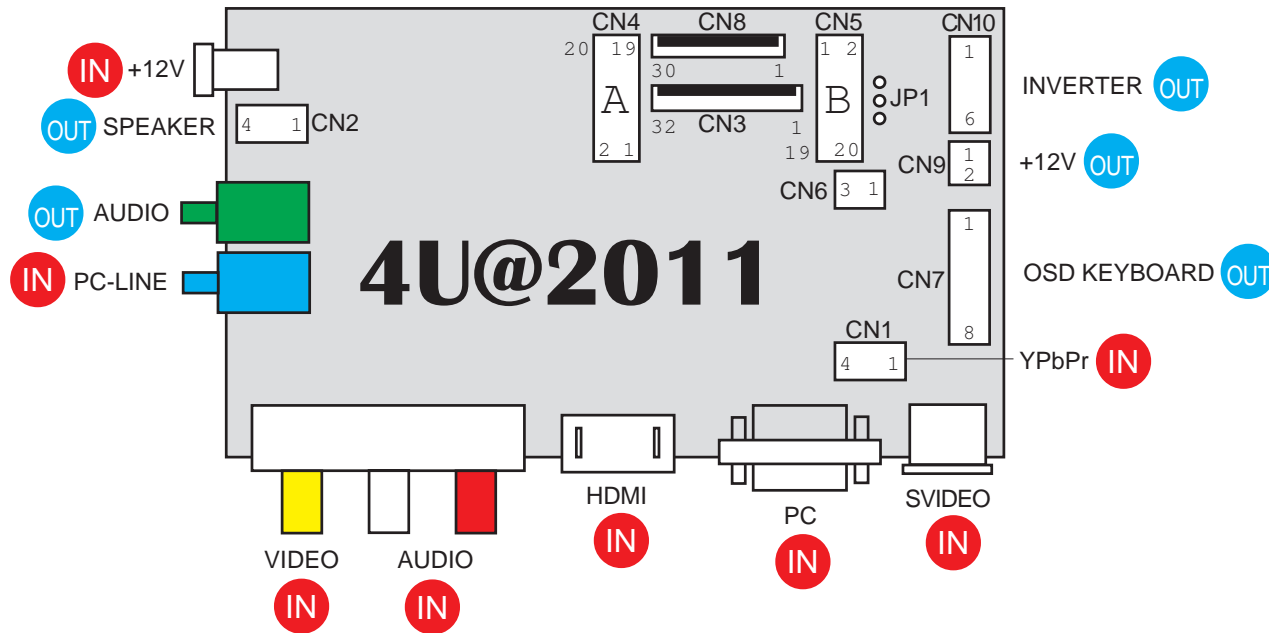 CN4 CN8 CN5 CN10
20 19 1 2 1
IN +12V
30 1
INVERTER OUT
A B JP1
OUT SPEAKER 4 1 CN2
32 CN3 1
6
2 1 19 20
CN9 1 2 +12V OUT
CN6 3 1
OUT AUDIO
1
IN PC-LINE
4U@2011
CN7 OSD KEYBOARD OUT
CN1
8
4 1
YPbPr IN
HDMI
IN
PC
IN
SVIDEO
IN
VIDEO
IN
AUDIO
IN